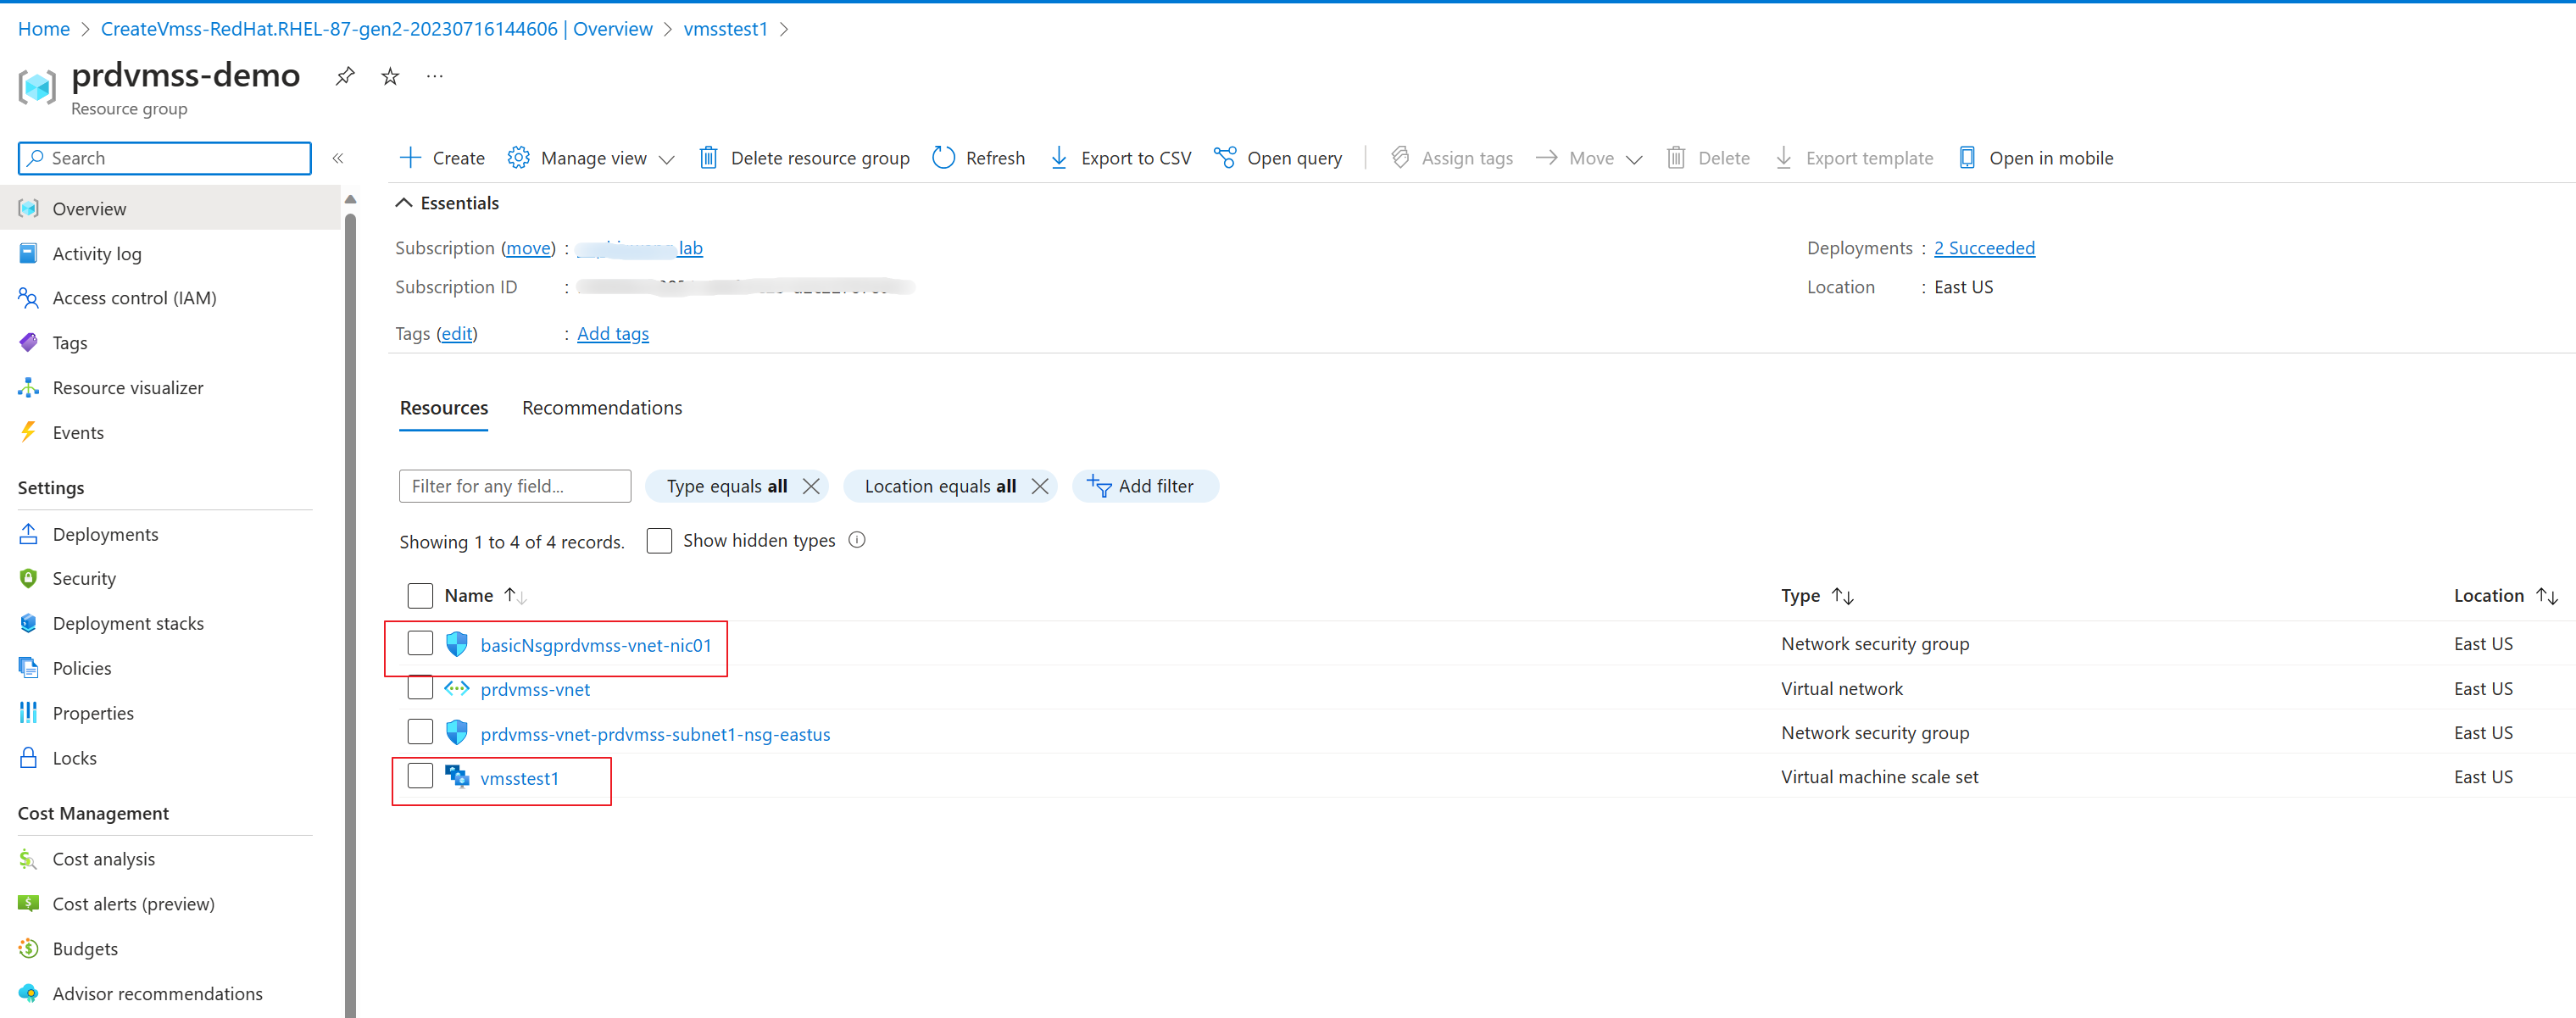 Home > CreateVmss-RedHat.RHEL-87-gen2-20230716144606 | Overview > vmsstest1 >
prdvmss-demo
Resource group
Search
Create Manage view Delete resource group Refresh Export to CSV Open query Assign tags Move Delete Export template Open in mobile
Overview
Activity log
Access control (IAM)
Tags
Resource visualizer
Events
Settings
Deployments
Security
Deployment stacks
Policies
Properties
Locks
Cost Management
Cost analysis
Cost alerts (preview)
Budgets
Advisor recommendations
Essentials
Subscription (move) : lab
Deployments : 2 Succeeded
Subscription ID :
Location : East US
Tags (edit) : Add tags
Resources Recommendations
Filter for any field... Type equals all Location equals all Add filter
Showing 1 to 4 of 4 records. Show hidden types
Name Type Location
basicNsgprdvmss-vnet-nic01 Network security group East US
prdvmss-vnet Virtual network East US
prdvmss-vnet-prdvmss-subnet1-nsg-eastus Network security group East US
vmsstest1 Virtual machine scale set East US